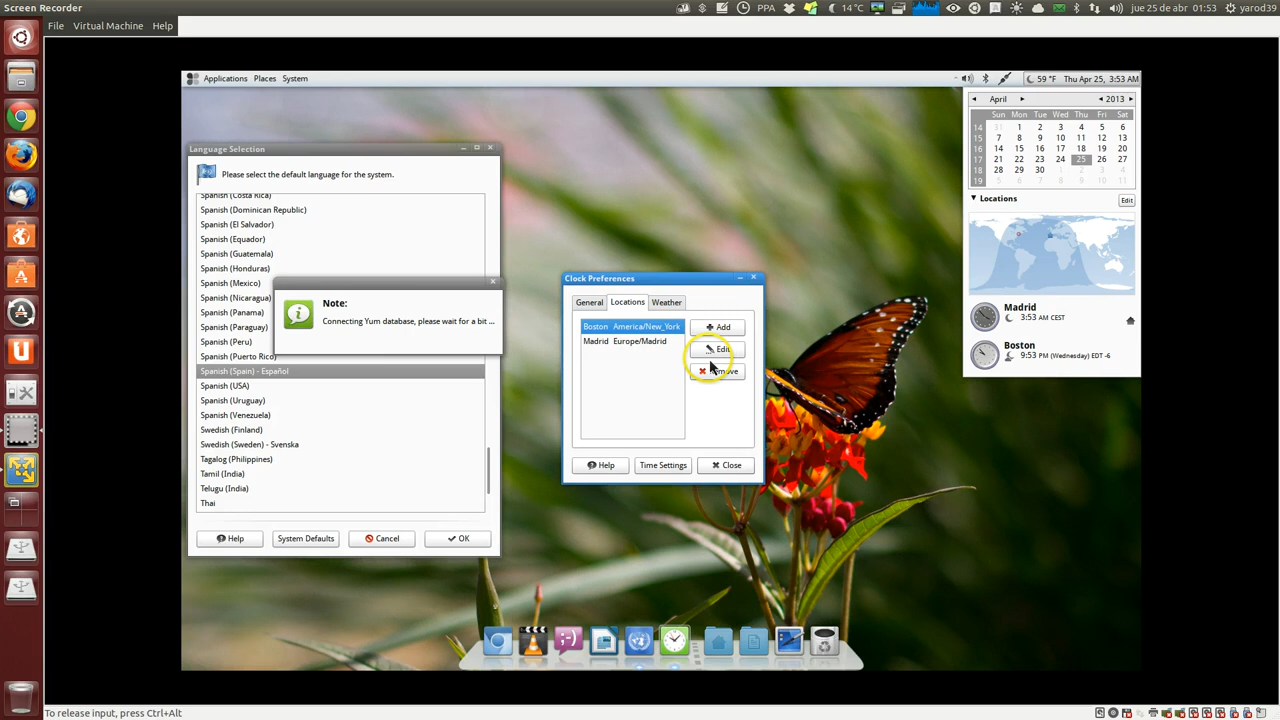 Screen Recorder
PPA
14 °C
jue 25 de abr
01:53
yarod39
File Virtual Machine Help
Applications Places System
59 °F Thu Apr 25, 3:53 AM
April 2013
Sun Mon Tue Wed Thu Fri Sat
14 31 1 2 3 4 5 6
15 7 8 9 10 11 12 13
16 14 15 16 17 18 19 20
17 21 22 23 24 25 26 27
18 28 29 30 1 2 3 4
19 5 6 7 8 9 10 11
Locations Edit
Madrid
3:53 AM CEST
Boston
9:53 PM (Wednesday) EDT -6
Language Selection
Please select the default language for the system.
Spanish (Costa Rica)
Spanish (Dominican Republic)
Spanish (El Salvador)
Spanish (Equador)
Spanish (Guatemala)
Spanish (Honduras)
Spanish (Mexico)
Spanish (Nicaragua)
Spanish (Panama)
Spanish (Paraguay)
Spanish (Peru)
Spanish (Puerto Rico)
Spanish (Spain) - Español
Spanish (USA)
Spanish (Uruguay)
Spanish (Venezuela)
Swedish (Finland)
Swedish (Sweden) - Svenska
Tagalog (Philippines)
Tamil (India)
Telugu (India)
Thai
Help System Defaults Cancel OK
Note:
Connecting Yum database, please wait for a bit ...
Clock Preferences
General Locations Weather
Boston America/New_York
Madrid Europe/Madrid
Add
Edit
Remove
Help Time Settings Close
To release input, press Ctrl+Alt